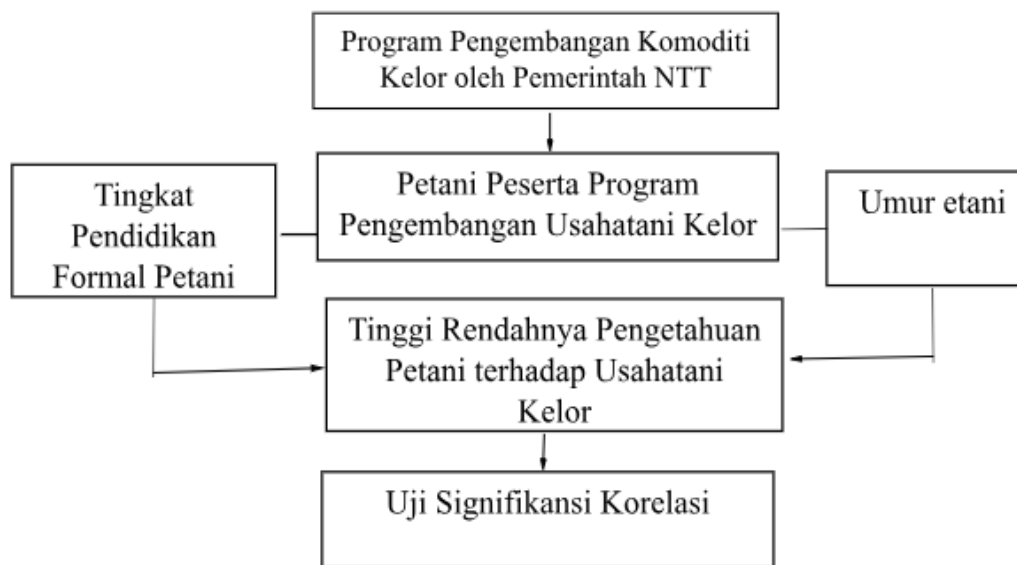 Program Pengembangan Komoditi
Kelor oleh Pemerintah NTT
Tingkat
Pendidikan
Formal Petani
Petani Peserta Program
Pengembangan Usahatani Kelor
Umur etani
Tinggi Rendahnya Pengetahuan
Petani terhadap Usahatani
Kelor
Uji Signifikansi Korelasi